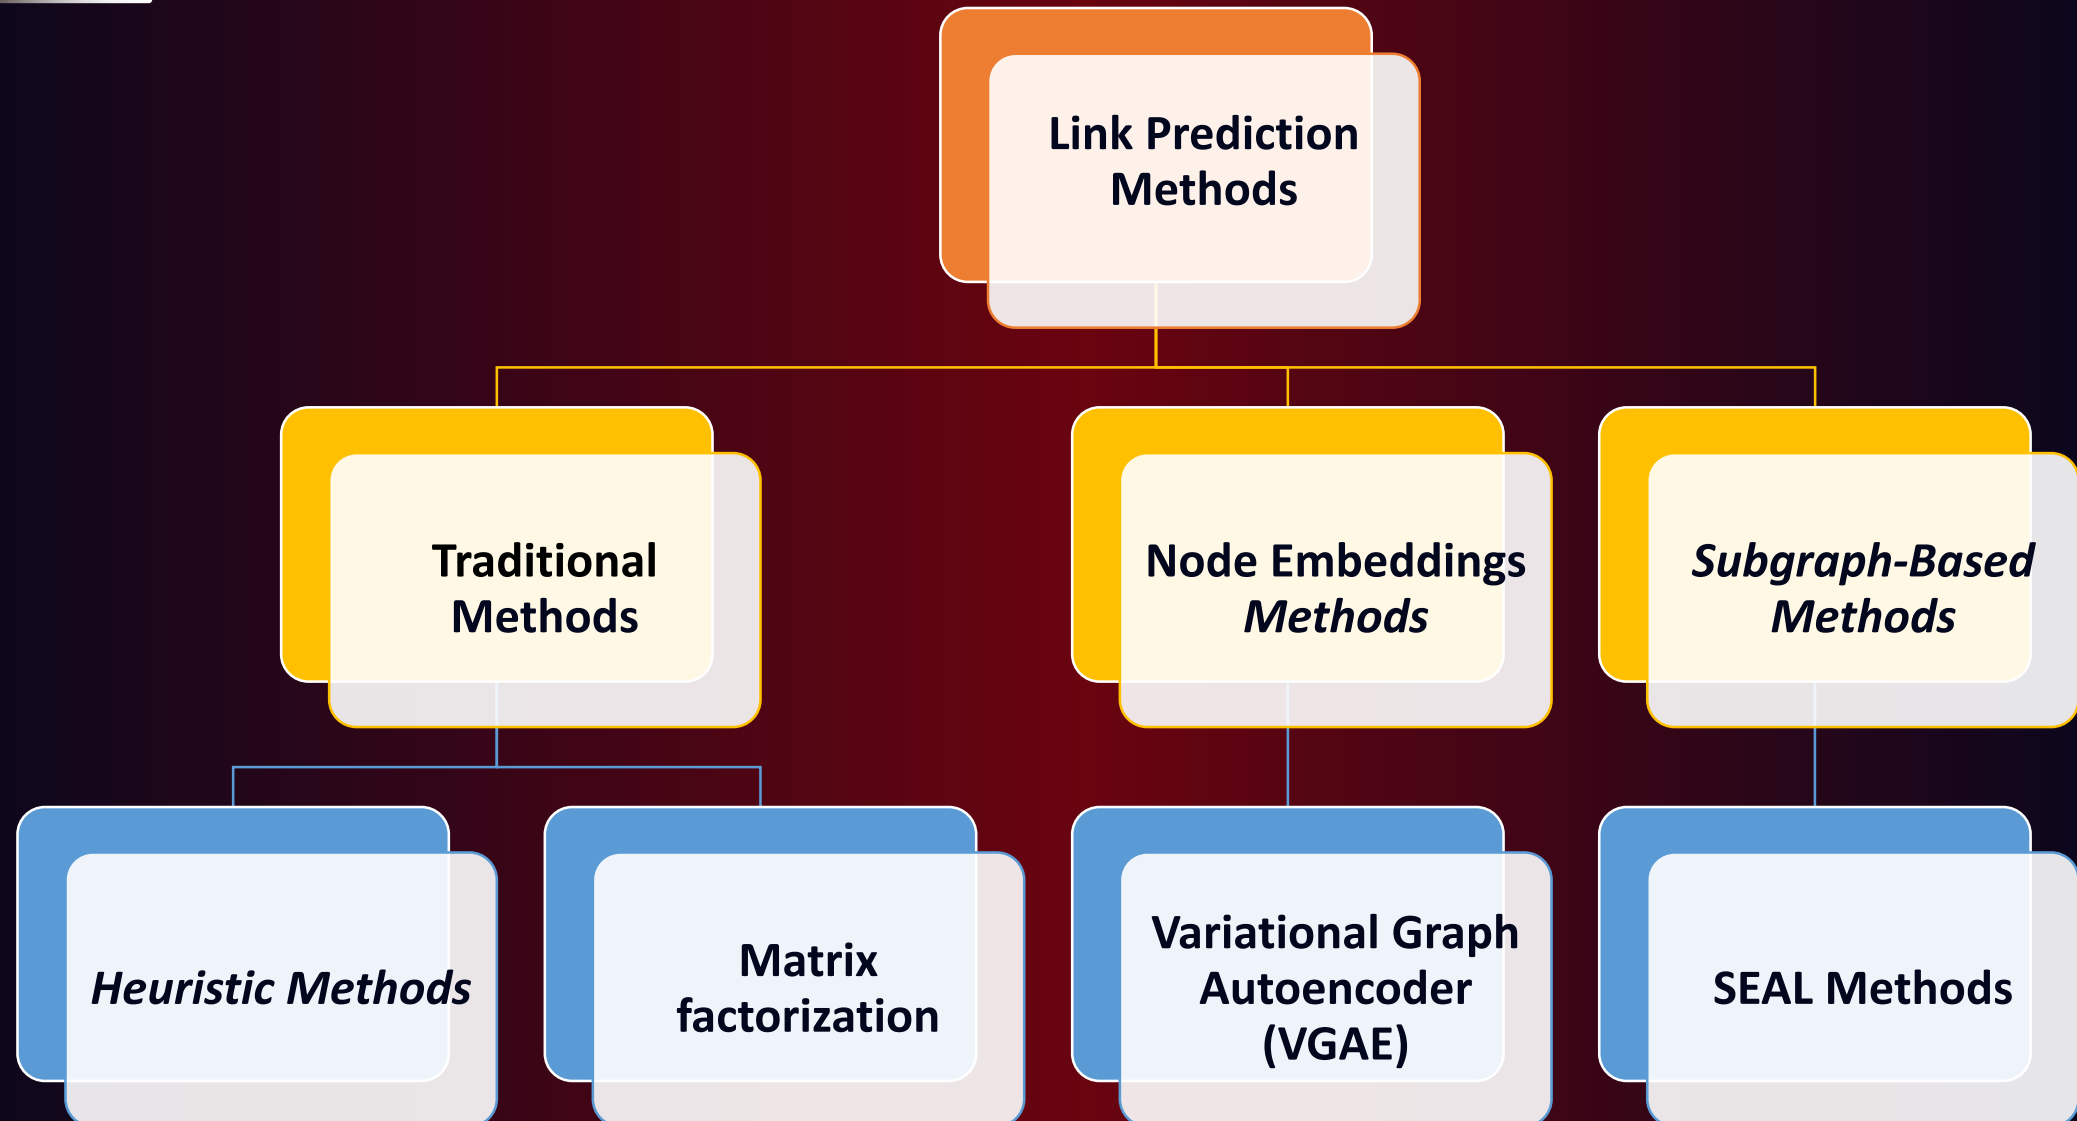 Link Prediction
Methods
Traditional
Methods
Node Embeddings
Methods
Subgraph-Based
Methods
Heuristic Methods
Matrix
factorization
Variational Graph
Autoencoder
(VGAE)
SEAL Methods